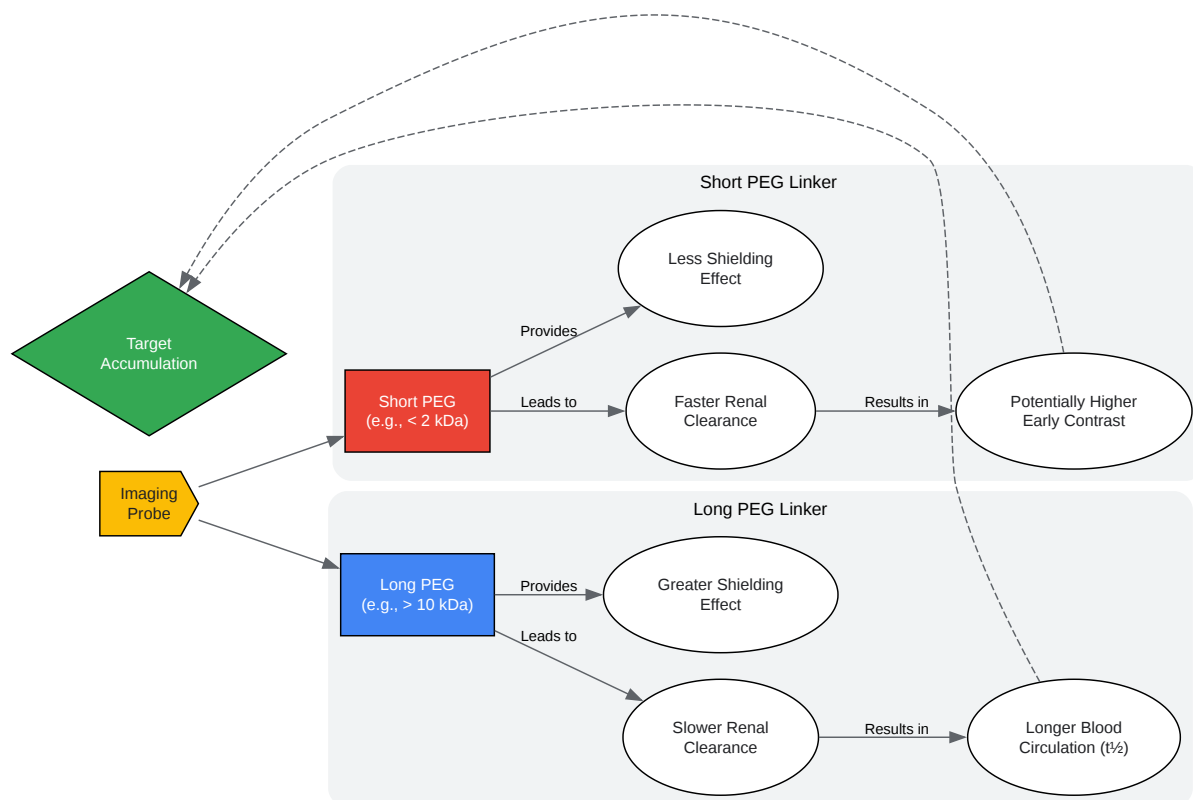 Short PEG Linker
Less Shielding
Effect
Provides
Target
Accumulation
Short PEG
(e.g., < 2 kDa)
Leads to
Faster Renal
Clearance
Results in
Potentially Higher
Early Contrast
Imaging
Probe
Long PEG Linker
Long PEG
(e.g., > 10 kDa)
Provides
Greater Shielding
Effect
Leads to
Slower Renal
Clearance
Results in
Longer Blood
Circulation (t½)